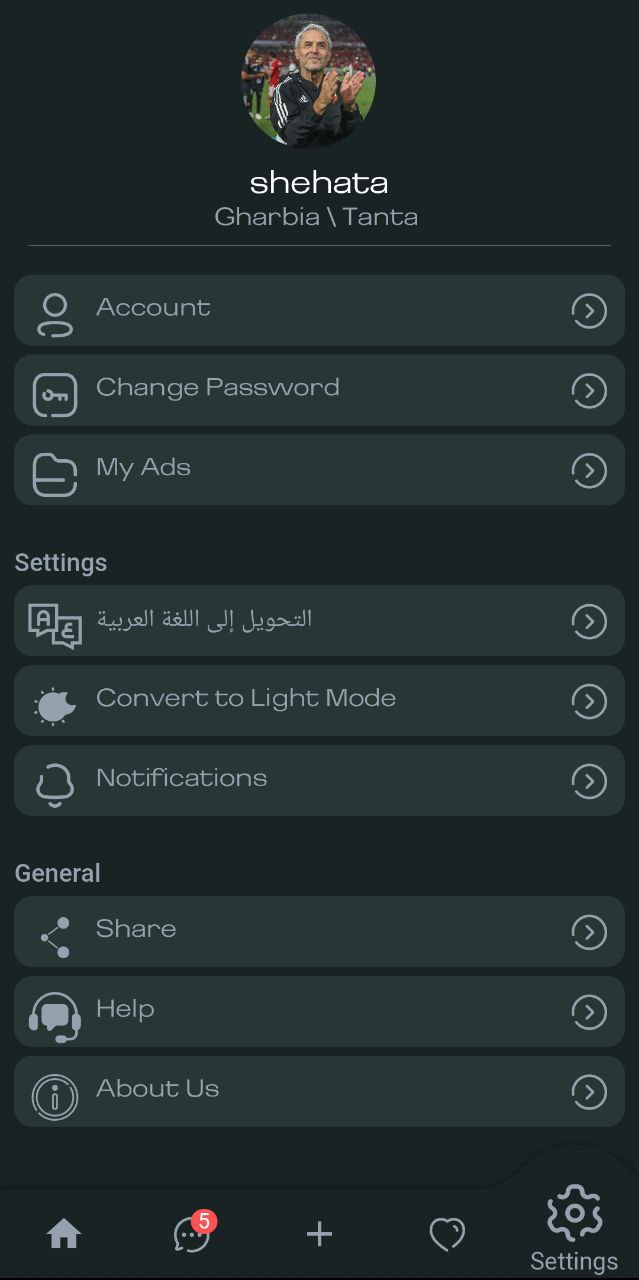 shehata
Gharbia \ Tanta
Account
Change Password
My Ads
Settings
التحويل إلى اللغة العربية
Convert to Light Mode
Notifications
General
Share
Help
About Us
5
Settings